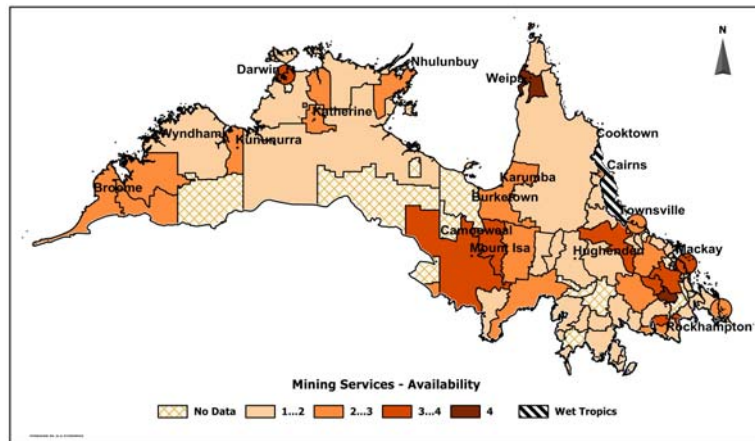 N
Darwin
Nhulunbuy
Weipa
Katherine
Wyndham
Kununurra
Cooktown
Cairns
Karumba
Broome
Burketown
Townsville
Camooweal
Mount Isa
Hughenden
Mackay
Rockhampton
Mining Services - Availability
No Data 1...2 2...3 3...4 4 Wet Tropics